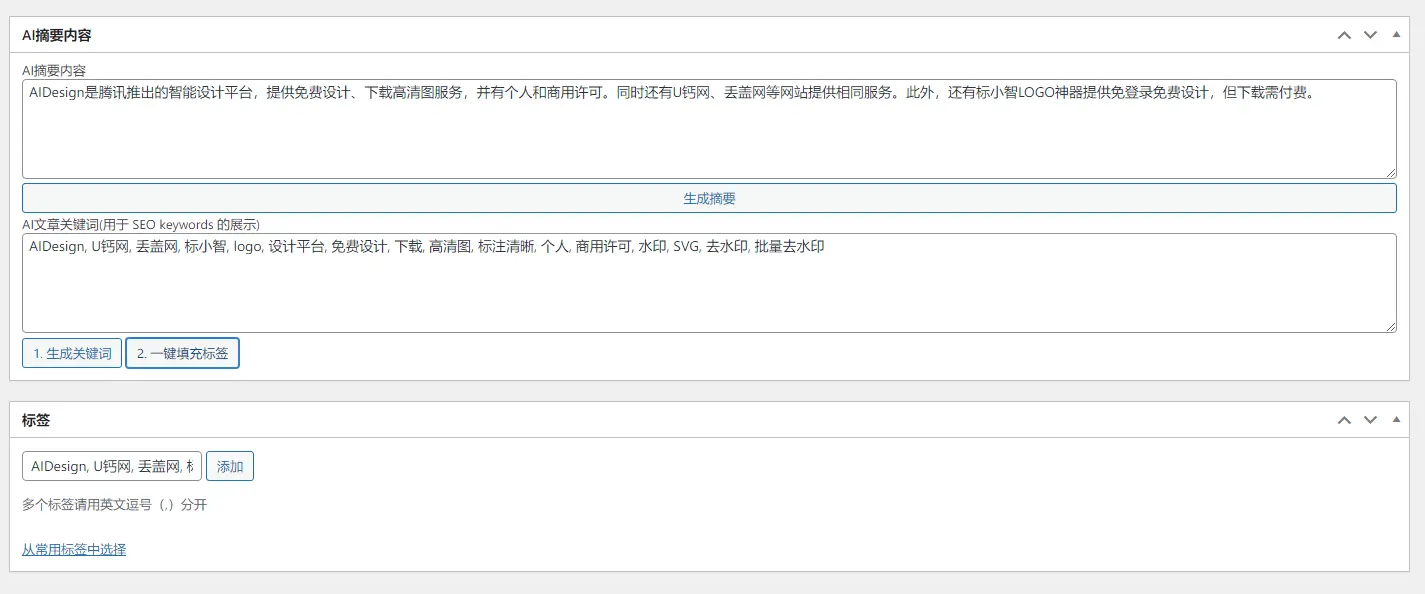 AI摘要内容
AI摘要内容
AIDesign是腾讯推出的智能设计平台，提供免费设计、下载高清图服务，并有个人和商用许可。同时还有U钙网、丢盖网等网站提供相同服务。此外，还有标小智LOGO神器提供免登录免费设计，但下载需付费。
生成摘要
AI文章关键词(用于 SEO keywords 的展示)
AIDesign, U钙网, 丢盖网, 标小智, logo, 设计平台, 免费设计, 下载, 高清图, 标注清晰, 个人, 商用许可, 水印, SVG, 去水印, 批量去水印
1. 生成关键词 2. 一键填充标签
标签
AIDesign, U钙网, 丢盖网, 添加
多个标签请用英文逗号（,）分开
从常用标签中选择